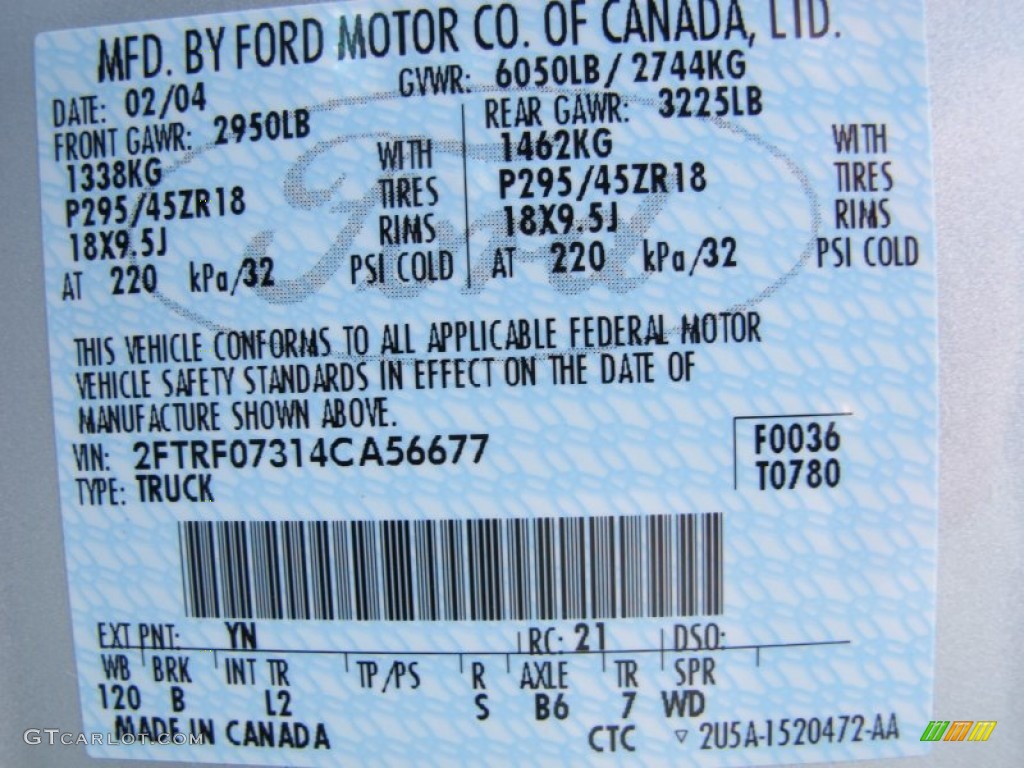 MFD. BY FORD MOTOR CO. OF CANADA, LTD.
DATE: 02/04 GVWR: 6050LB/ 2744KG
FRONT GAWR: 2950LB REAR GAWR: 3225LB
1338KG WITH 1462KG WITH
P295/45ZR18 TIRES P295/45ZR18 TIRES
18X9.5J RIMS 18X9.5J RIMS
AT 220 kPa/32 PSI COLD AT 220 kPa/32 PSI COLD
Ford
THIS VEHICLE CONFORMS TO ALL APPLICABLE FEDERAL MOTOR
VEHICLE SAFETY STANDARDS IN EFFECT ON THE DATE OF
MANUFACTURE SHOWN ABOVE.
VIN: 2FTRF07314CA56677 F0036
TYPE: TRUCK T0780
EXT PNT: YN RC: 21 DSO:
WB BRK INT TR TP/PS R AXLE TR SPR
120 B L2 S B6 7 WD
MADE IN CANADA CTC ▽ 2U5A-1520472-AA
GTcarlot.com